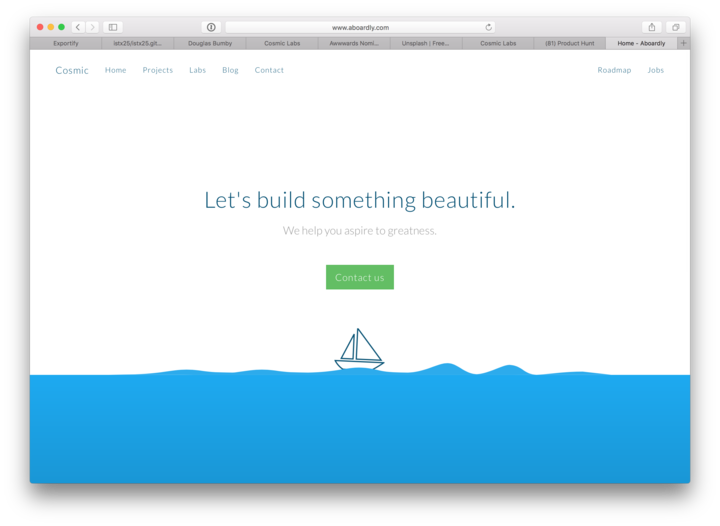 www.aboardly.com
Exportify
istx25/istx25.git...
Douglas Bumby
Cosmic Labs
Awwwards Nomi...
Unsplash | Free...
Cosmic Labs
(81) Product Hunt
Home - Aboardly
Cosmic Home Projects Labs Blog Contact Roadmap Jobs
Let's build something beautiful.
We help you aspire to greatness.
Contact us